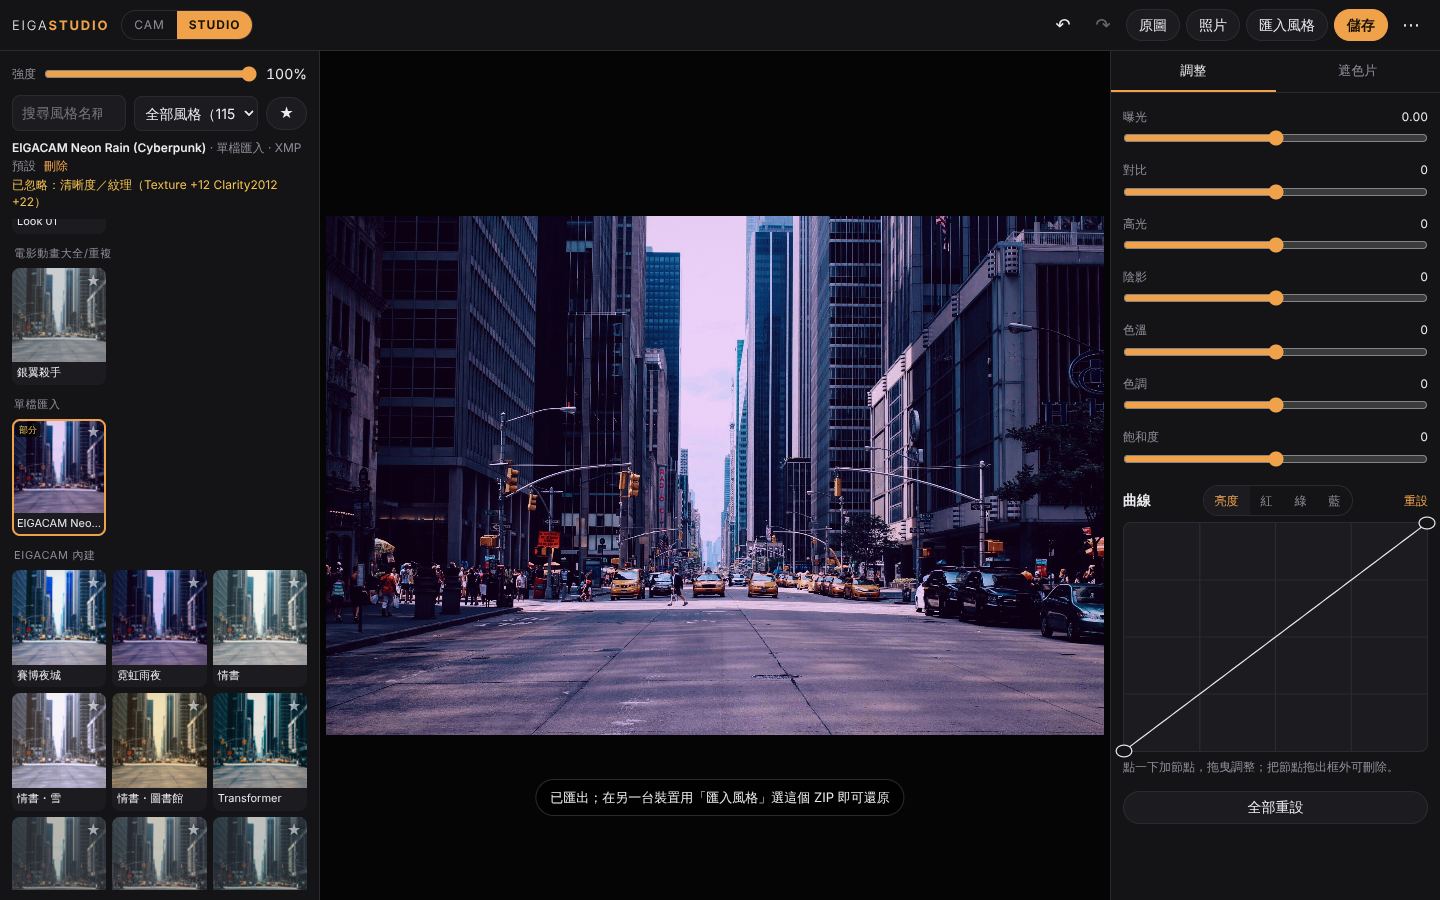 EIGASTUDIO
CAM
STUDIO
↶
↷
原圖
照片
匯入風格
儲存
⋯
強度
100%
搜尋風格名稱
全部風格（115
★
EIGACAM Neon Rain (Cyberpunk) · 單檔匯入 · XMP
預設 刪除
已忽略：清晰度／紋理（Texture +12 Clarity2012
+22）
Look 01
電影動畫大全/重複
銀翼殺手
單檔匯入
部分
EIGACAM Neo...
EIGACAM 內建
賽博夜城
霓虹雨夜
情書
情書・雪
情書・圖書館
Transformer
已匯出；在另一台裝置用「匯入風格」選這個 ZIP 即可還原
調整
遮色片
曝光
0.00
對比
0
高光
0
陰影
0
色溫
0
色調
0
飽和度
0
曲線
亮度
紅
綠
藍
重設
點一下加節點，拖曳調整；把節點拖出框外可刪除。
全部重設